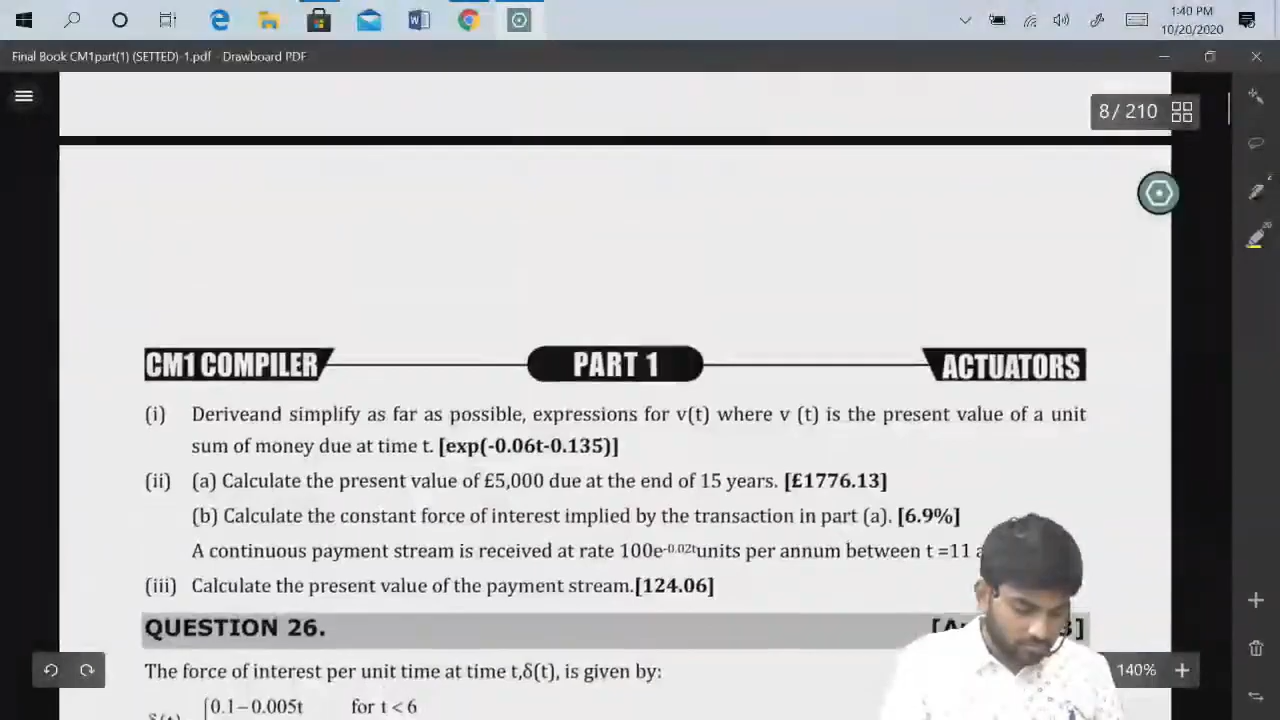 1:40 PM
10/20/2020
Final Book CM1part(1) (SETTED)-1.pdf - Drawboard PDF
8 / 210
CM1 COMPILER PART 1 ACTUATORS
(i) Deriveand simplify as far as possible, expressions for v(t) where v (t) is the present value of a unit
sum of money due at time t. [exp(-0.06t-0.135)]
(ii) (a) Calculate the present value of £5,000 due at the end of 15 years. [£1776.13]
(b) Calculate the constant force of interest implied by the transaction in part (a). [6.9%]
A continuous payment stream is received at rate 100e-0.02tunits per annum between t =11
(iii) Calculate the present value of the payment stream.[124.06]
QUESTION 26.
The force of interest per unit time at time t,δ(t), is given by:
0.1-0.005t for t < 6
140%